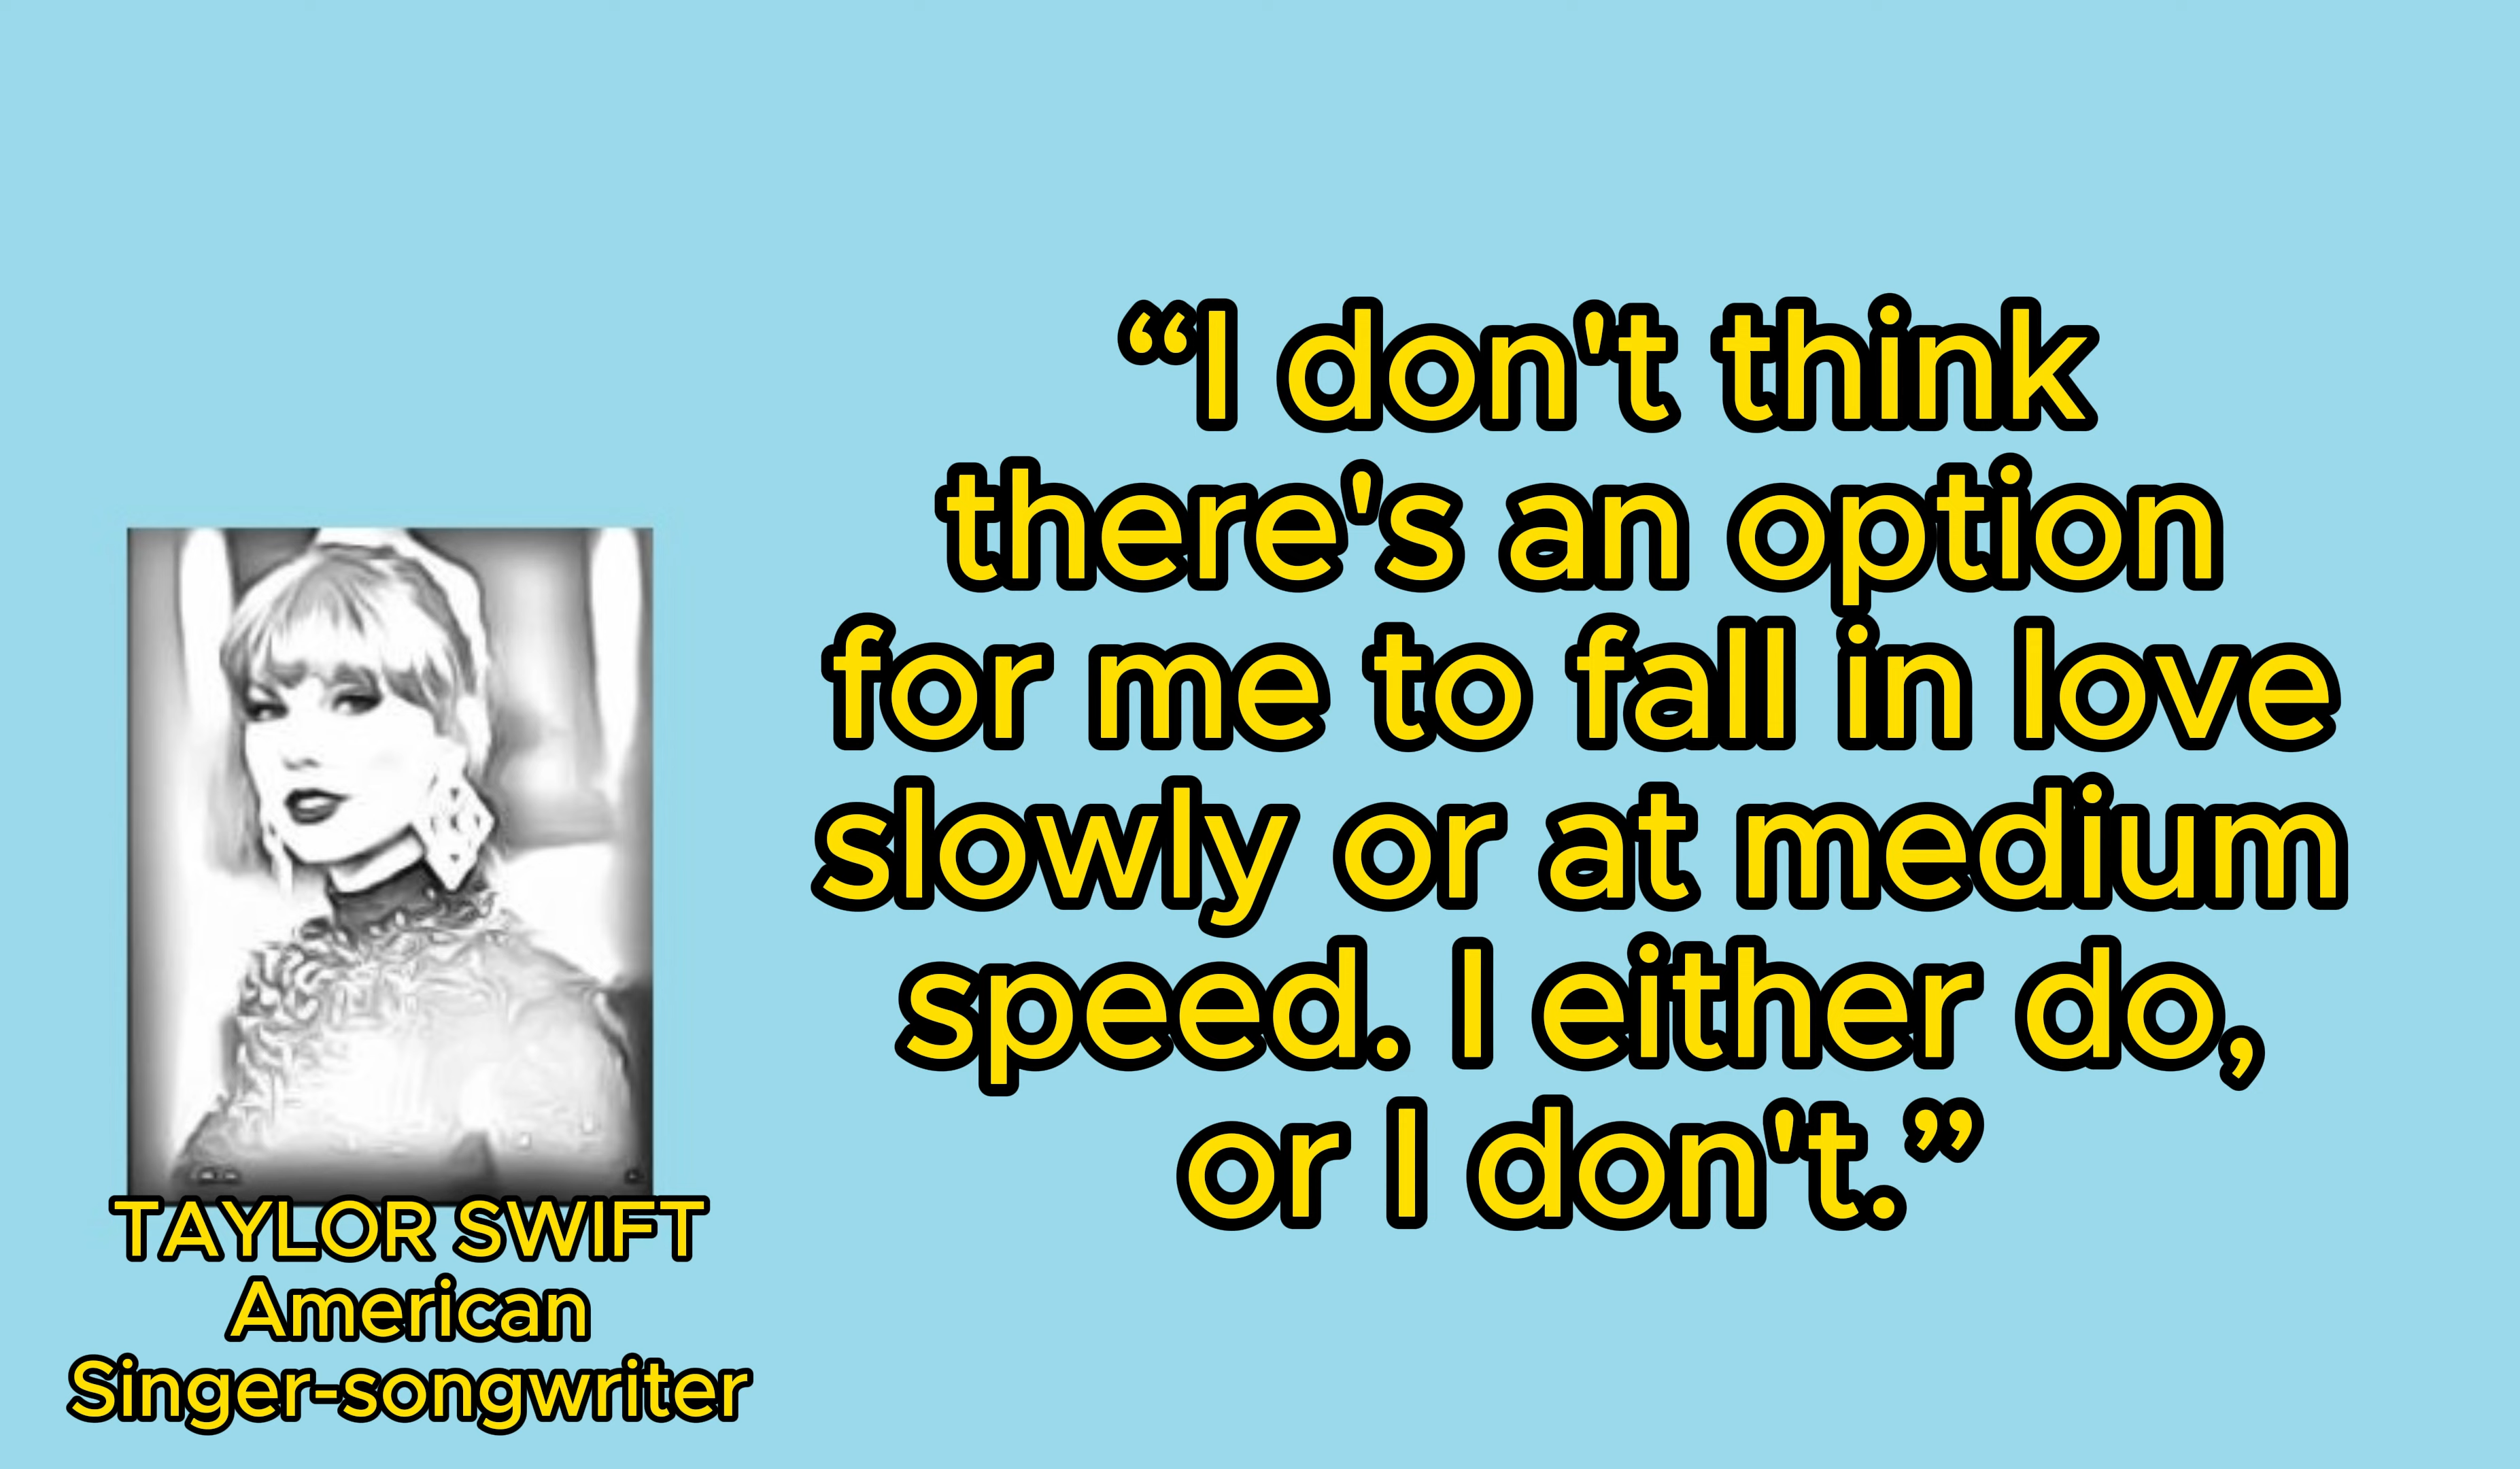 “I don't think
there's an option
for me to fall in love
slowly or at medium
speed. I either do,
or I don't.”
TAYLOR SWIFT
American
Singer-songwriter